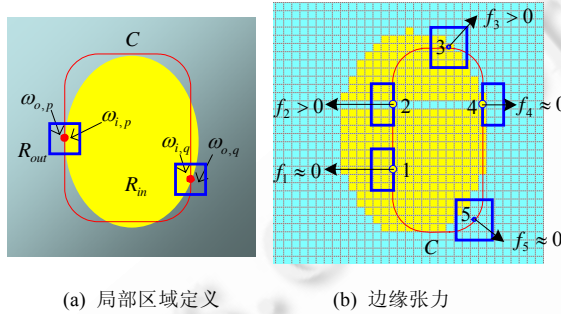 C
ω_{o,p}
ω_{i,p}
ω_{i,q}
ω_{o,q}
R_{out}
R_{in}
f_3 > 0
3
f_2 > 0
2
4
f_4 ≈ 0
f_1 ≈ 0
1
5
f_5 ≈ 0
C
(a) 局部区域定义
(b) 边缘张力